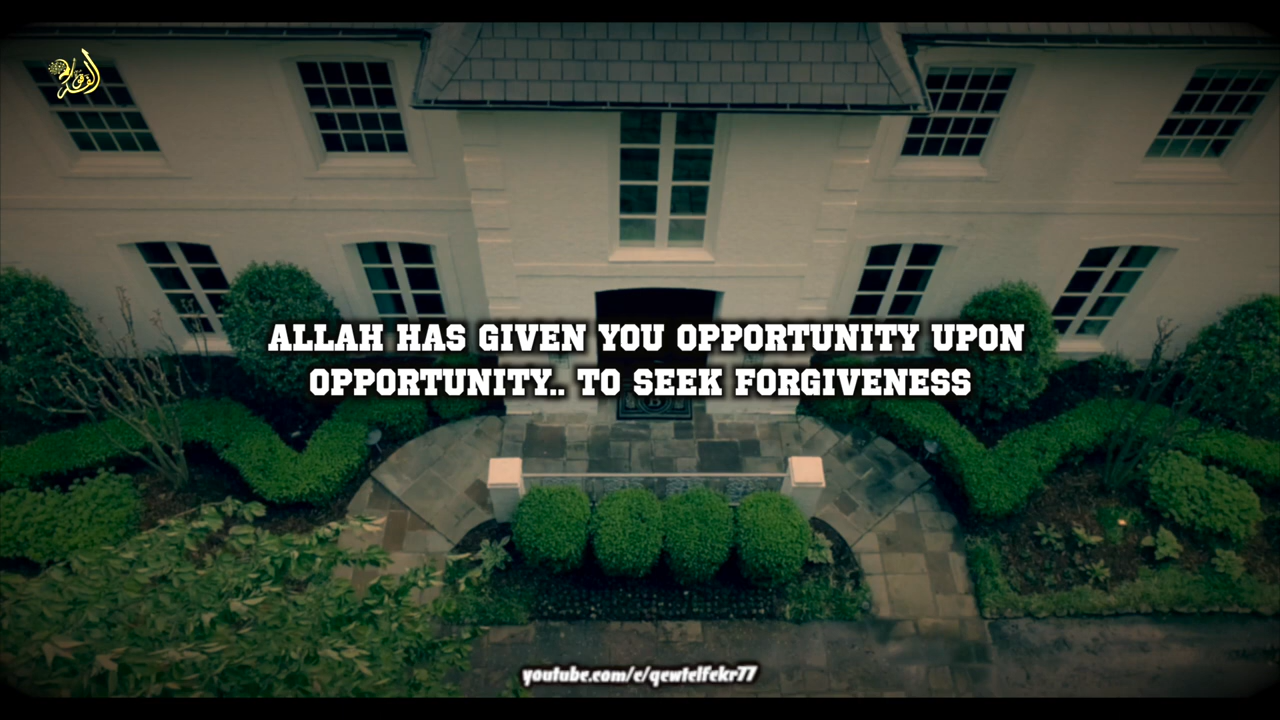 ALLAH HAS GIVEN YOU OPPORTUNITY UPON
OPPORTUNITY.. TO SEEK FORGIVENESS
youtube.com/c/qewtelfekr77